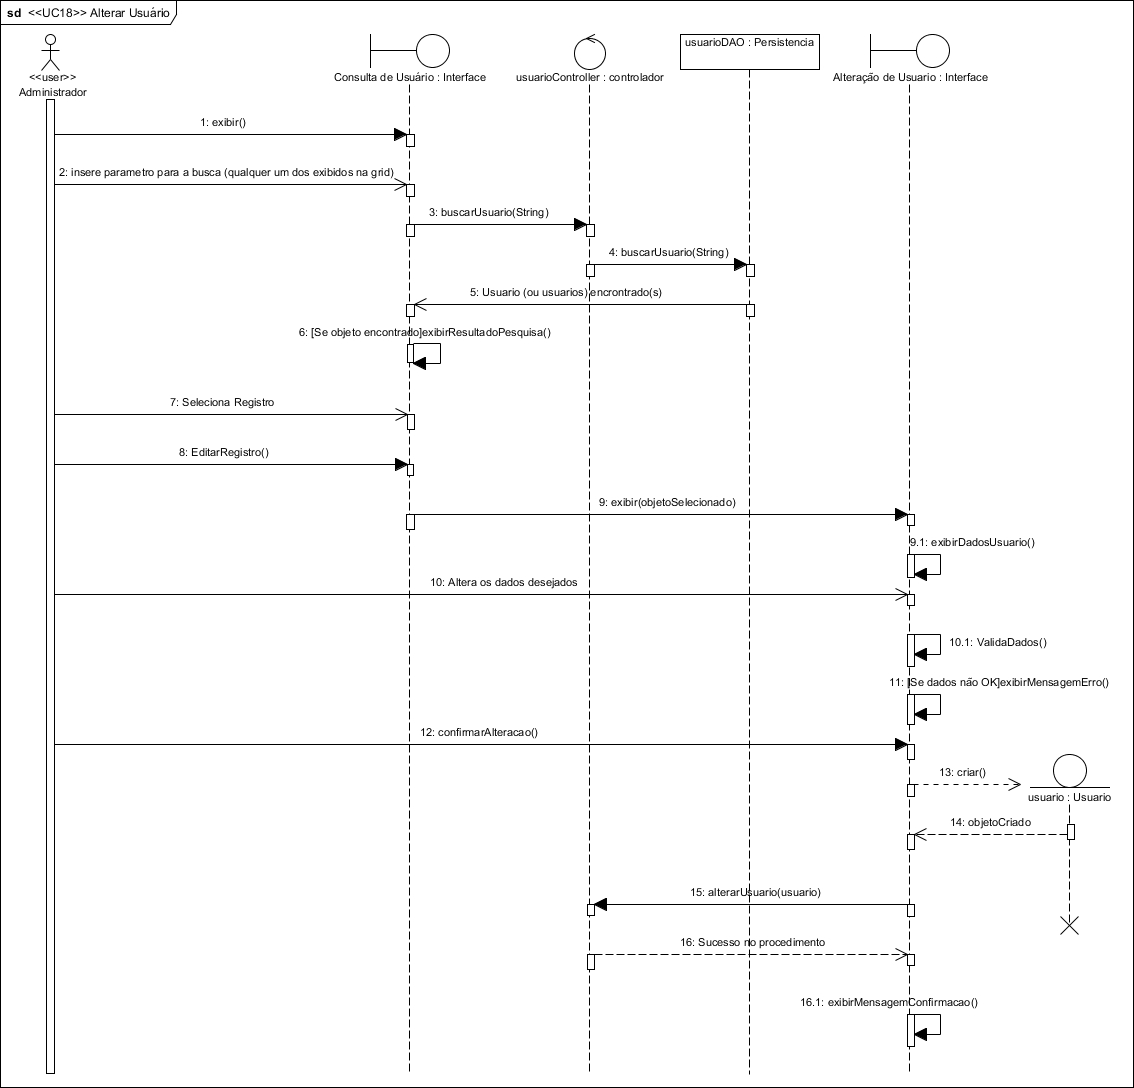 sd <<UC18>> Alterar Usuário
<<user>>
Administrador
Consulta de Usuário : Interface
usuarioController : controlador
usuarioDAO : Persistencia
Alteração de Usuario : Interface
1: exibir()
2: insere parametro para a busca (qualquer um dos exibidos na grid)
3: buscarUsuario(String)
4: buscarUsuario(String)
5: Usuario (ou usuarios) encrontrado(s)
6: [Se objeto encontrado]exibirResultadoPesquisa()
7: Seleciona Registro
8: EditarRegistro()
9: exibir(objetoSelecionado)
9.1: exibirDadosUsuario()
10: Altera os dados desejados
10.1: ValidaDados()
11: [Se dados não OK]exibirMensagemErro()
12: confirmarAlteracao()
13: criar()
usuario : Usuario
14: objetoCriado
15: alterarUsuario(usuario)
16: Sucesso no procedimento
16.1: exibirMensagemConfirmacao()